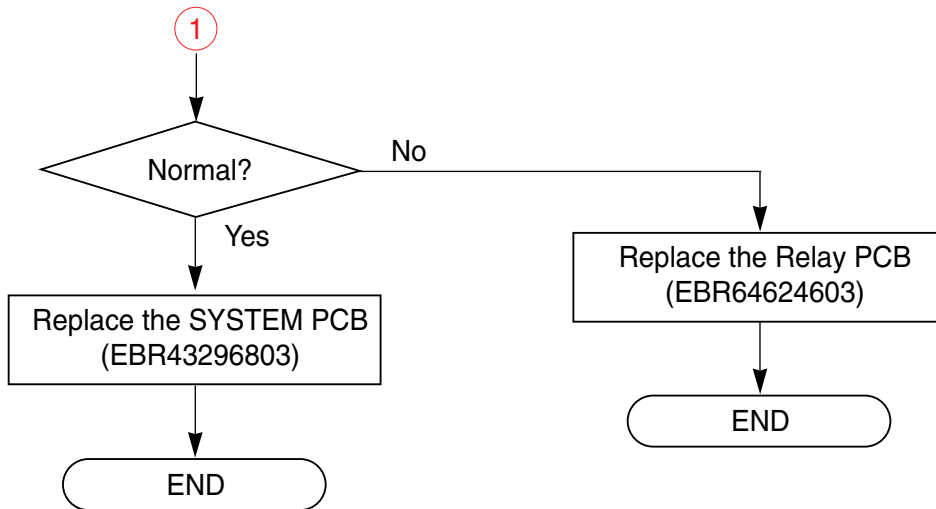 1
Normal?
No
Yes
Replace the SYSTEM PCB
(EBR43296803)
END
Replace the Relay PCB
(EBR64624603)
END